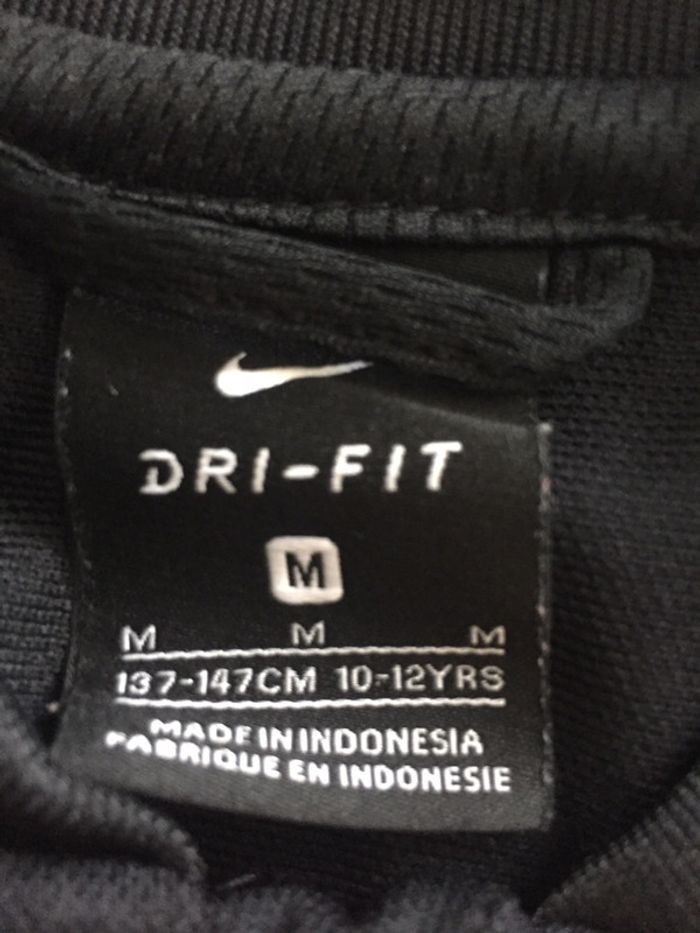 DRI-FIT
M
M M M
137-147CM 10-12YRS
MADE IN INDONESIA
FABRIQUE EN INDONESIE